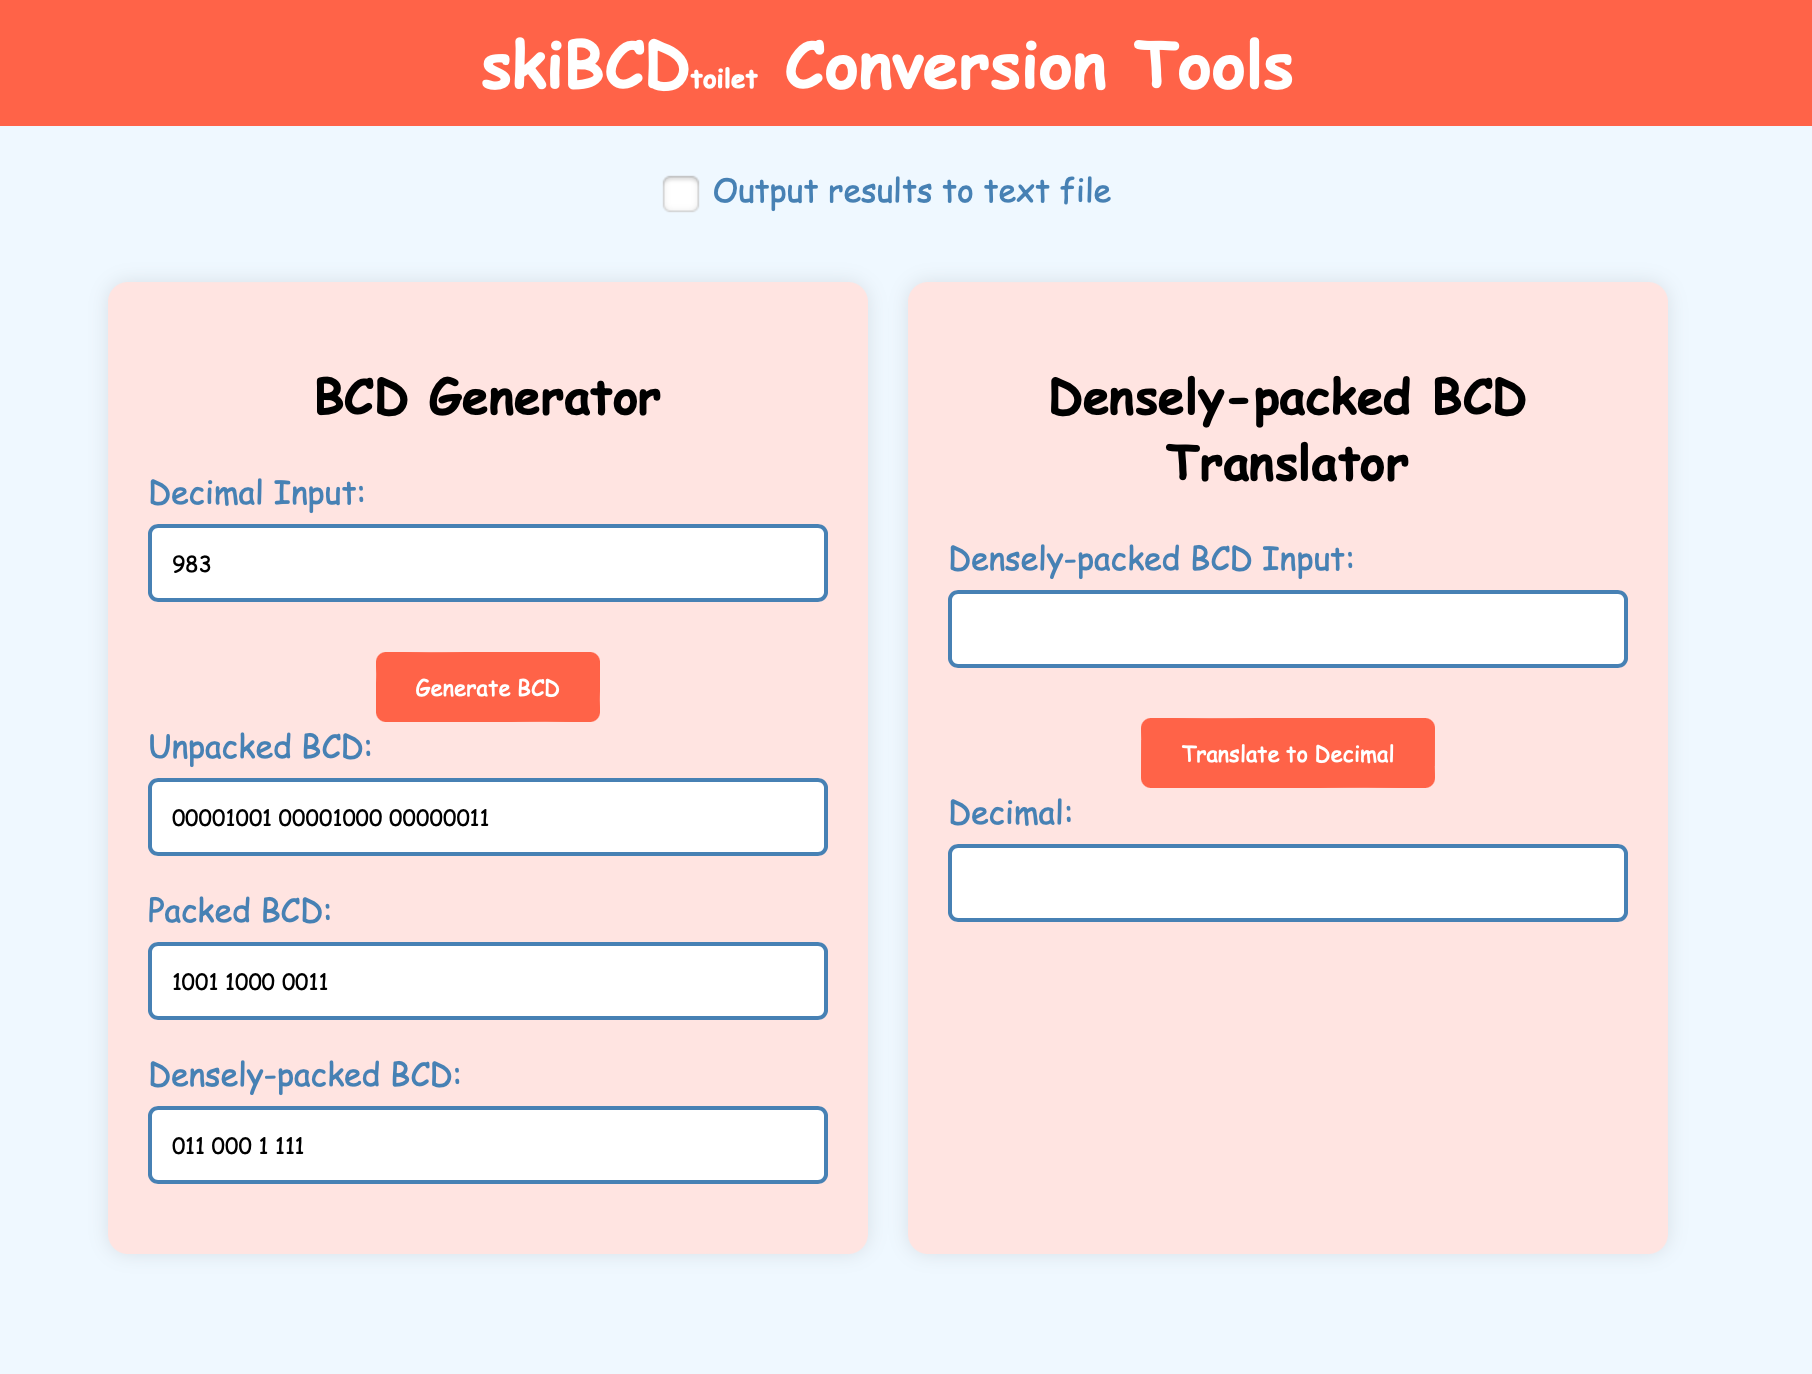 skiBCDtoilet Conversion Tools
Output results to text file
BCD Generator
Decimal Input:
983
Generate BCD
Unpacked BCD:
00001001 00001000 00000011
Packed BCD:
1001 1000 0011
Densely-packed BCD:
011 000 1 111
Densely-packed BCD
Translator
Densely-packed BCD Input:
Translate to Decimal
Decimal: